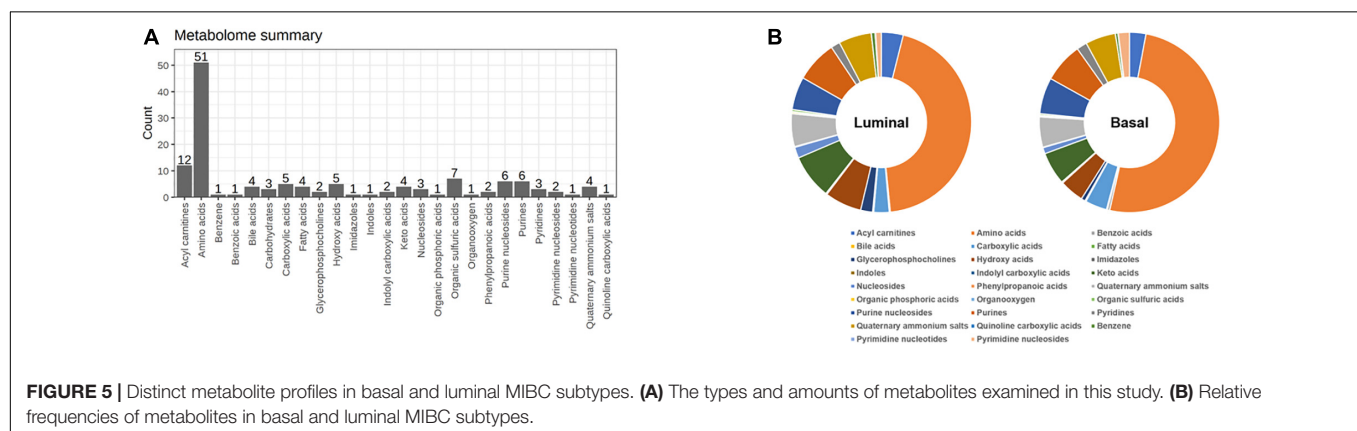 A Metabolome summary
Count
50
40
30
20
10
0
12
51
1
1
4
3
5
4
2
5
1
1
2
4
3
1
7
1
2
6
6
3
2
1
4
1
Acyl carnitines
Amino acids
Benzene
Benzoic acids
Bile acids
Carbohydrates
Carboxylic acids
Fatty acids
Glycerophosphocholines
Hydroxy acids
Imidazoles
Indoles
Indolyl carboxylic acids
Keto acids
Nucleosides
Organic phosphoric acids
Organic sulfuric acids
Organooxygen
Phenylpropanoic acids
Purine nucleosides
Purines
Pyridines
Pyrimidine nucleosides
Pyrimidine nucleotides
Quaternary ammonium salts
Quinoline carboxylic acids
B
Luminal
Basal
Acyl carnitines Amino acids Benzoic acids
Bile acids Carboxylic acids Fatty acids
Glycerophosphocholines Hydroxy acids Imidazoles
Indoles Indolyl carboxylic acids Keto acids
Nucleosides Phenylpropanoic acids Quaternary ammonium salts
Organic phosphoric acids Organooxygen Organic sulfuric acids
Purine nucleosides Purines Pyridines
Quaternary ammonium salts Quinoline carboxylic acids Benzene
Pyrimidine nucleotides Pyrimidine nucleosides
FIGURE 5 | Distinct metabolite profiles in basal and luminal MIBC subtypes. (A) The types and amounts of metabolites examined in this study. (B) Relative
frequencies of metabolites in basal and luminal MIBC subtypes.